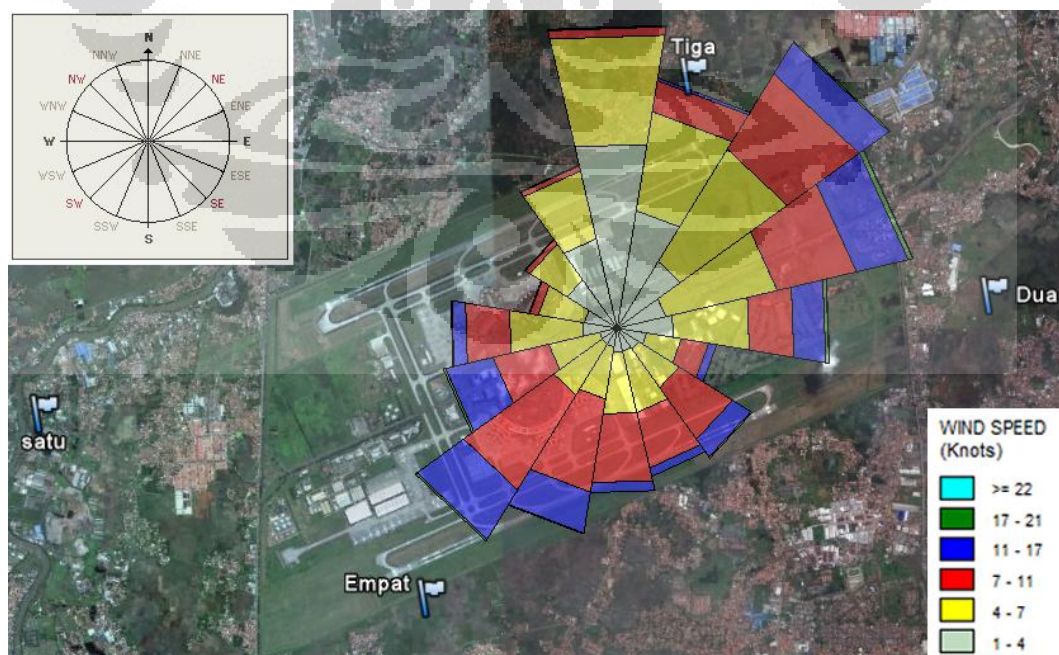 N
NNW
NNE
NW
NE
WNW
ENE
W
E
WSW
ESE
SW
SE
SSW
SSE
S
Tiga
Dua
satu
Empat
WIND SPEED
(Knots)
>= 22
17 - 21
11 - 17
7 - 11
4 - 7
1 - 4